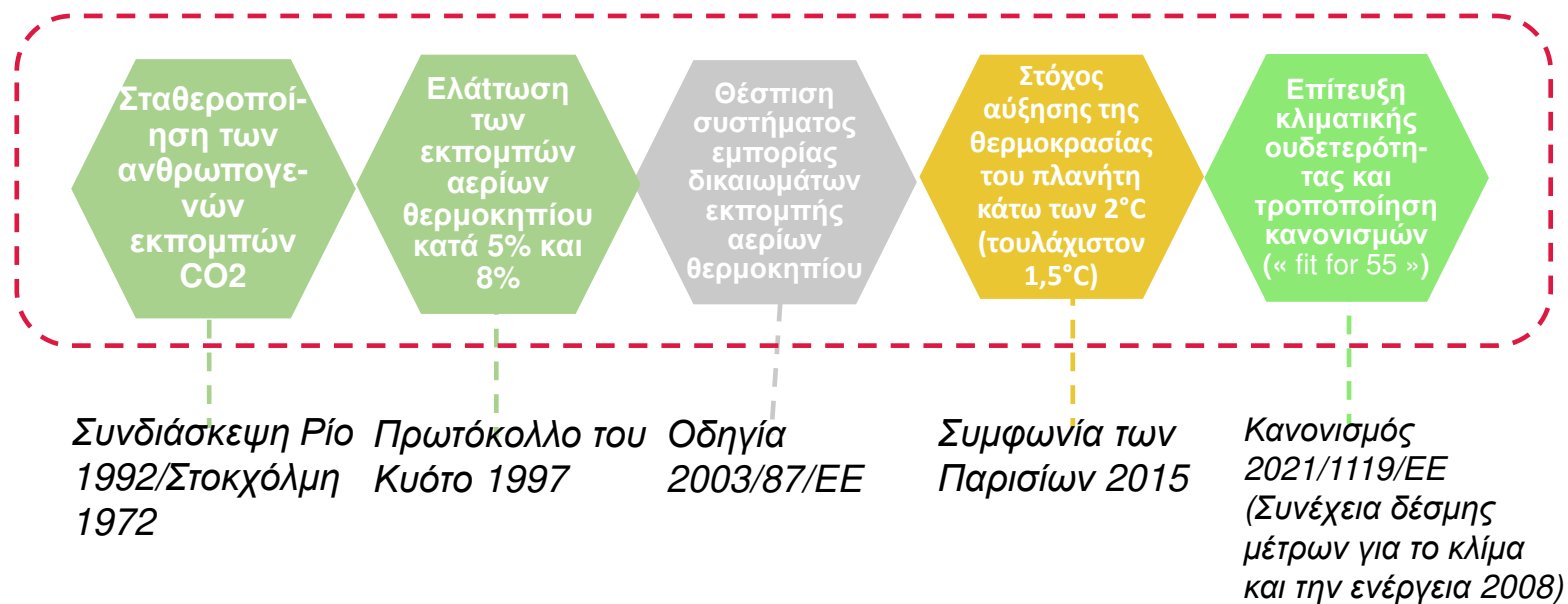 Σταθεροποί-
ηση των
ανθρωπογε-
νών
εκπομπών
CO2
Ελάtτωση
των
εκπομπών
αερίων
θερμοκηπίου
κατά 5% και
8%
Θέσπιση
συστήματος
εμπορίας
δικαιωμάτων
εκπομπής
αερίων
θερμοκηπίου
Στόχος
αύξησης της
θερμοκρασίας
του πλανήτη
κάτω των 2°C
(τουλάχιστον
1,5°C)
Επίτευξη
κλιματικής
ουδετερότη-
τας και
τροποποίηση
κανονισμών
(« fit for 55 »)
Συνδιάσκεψη Ρίο
1992/Στοκχόλμη
1972
Πρωτόκολλο του
Κυότο 1997
Οδηγία
2003/87/ΕΕ
Συμφωνία των
Παρισίων 2015
Κανονισμός
2021/1119/ΕΕ
(Συνέχεια δέσμης
μέτρων για το κλίμα
και την ενέργεια 2008)